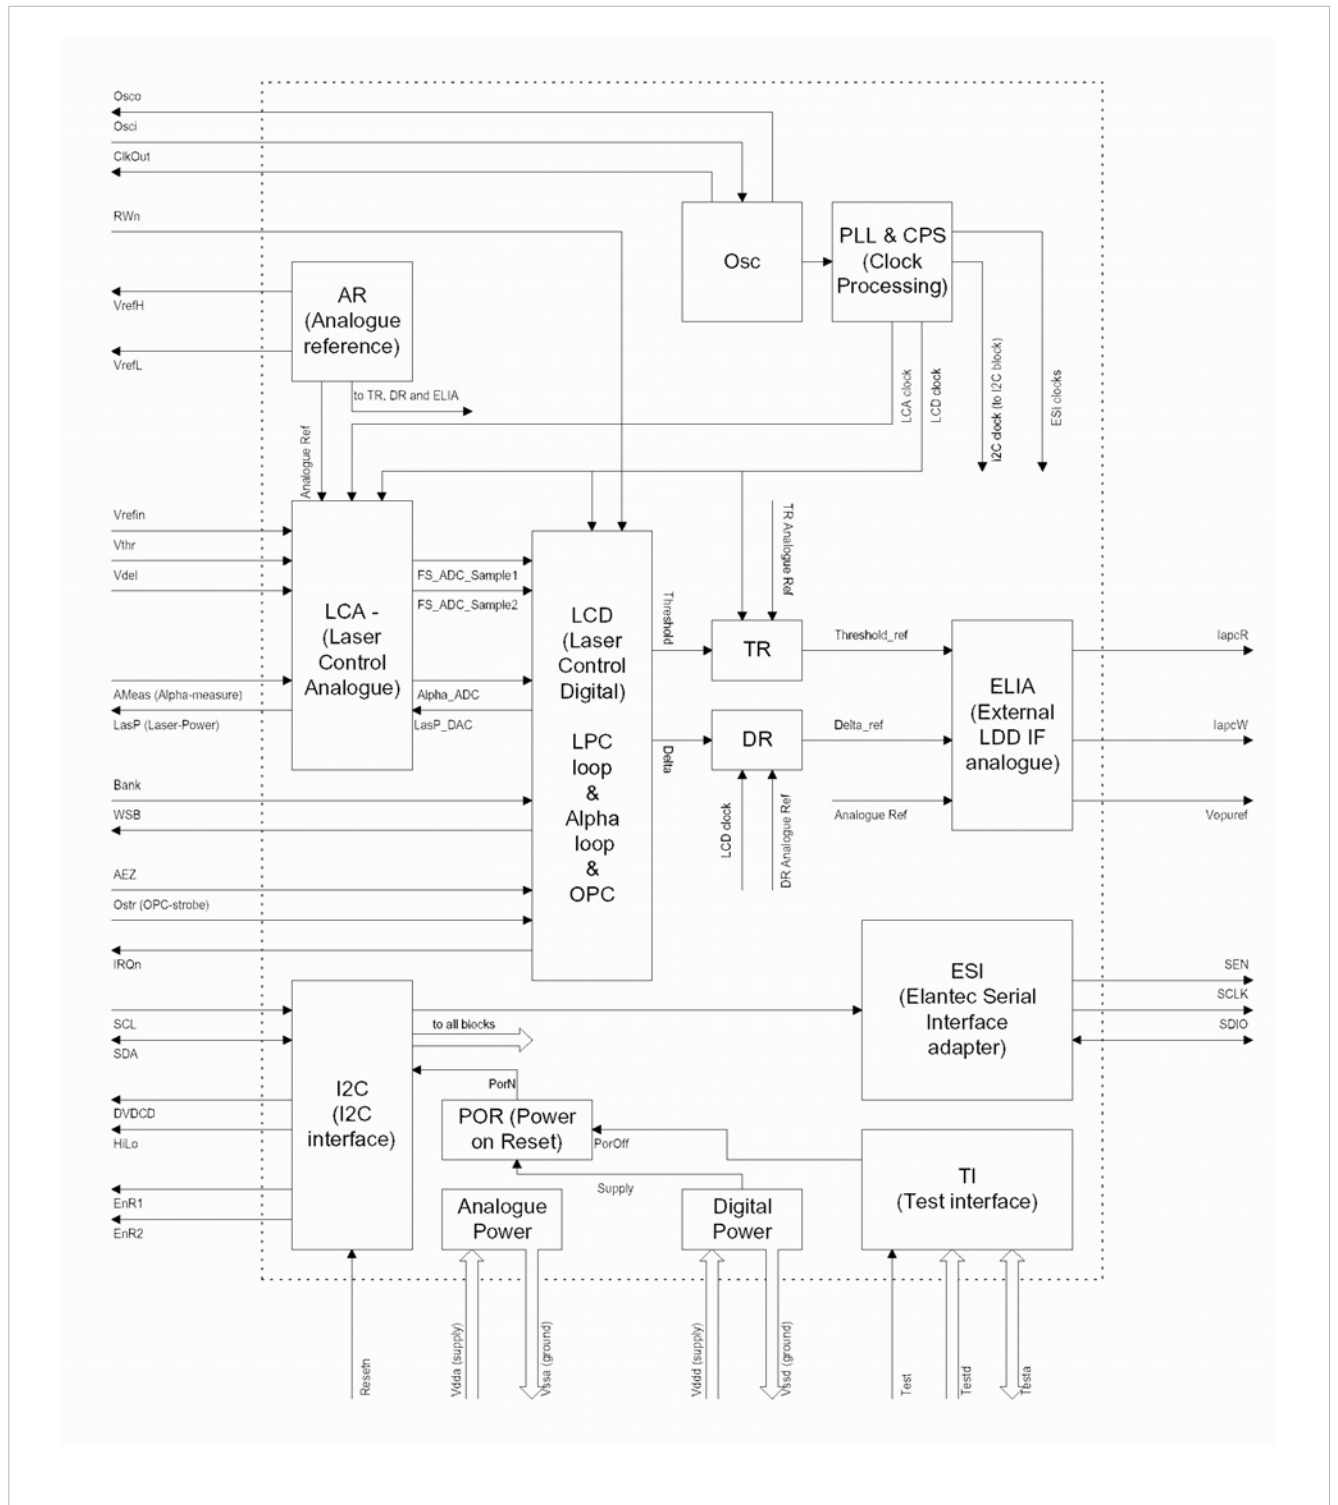 Osco
Osci
ClkOut
RWn
Osc
PLL & CPS
(Clock
Processing)
AR
(Analogue
reference)
VrefH
VrefL
to TR, DR and ELIA
Analogue Ref
LCA clock
LCD clock
i2C clock (to I2C block)
ESI clocks
Vrefin
Vthr
Vdel
LCA -
(Laser
Control
Analogue)
FS_ADC_Sample1
FS_ADC_Sample2
Alpha_ADC
LasP_DAC
AMeas (Alpha-measure)
LasP (Laser-Power)
LCD
(Laser
Control
Digital)
LPC
loop
&
Alpha
loop
&
OPC
Threshold
Delta
TR Analogue Ref
TR
DR
LCD clock
DR Analogue Ref
Threshold_ref
Delta_ref
Analogue Ref
ELIA
(External
LDD IF
analogue)
IapcR
IapcW
Vopuref
Bank
WSB
AEZ
Ostr (OPC-strobe)
IRQn
SCL
SDA
DVDCD
HiLo
EnR1
EnR2
I2C
(I2C
interface)
to all blocks
PorN
POR (Power
on Reset)
PorOff
Supply
ESI
(Elantec Serial
Interface
adapter)
SEN
SCLK
SDIO
TI
(Test interface)
Analogue
Power
Digital
Power
Resetn
Vdda (supply)
Vssa (ground)
Vddd (supply)
Vssd (ground)
Test
Testd
Testa